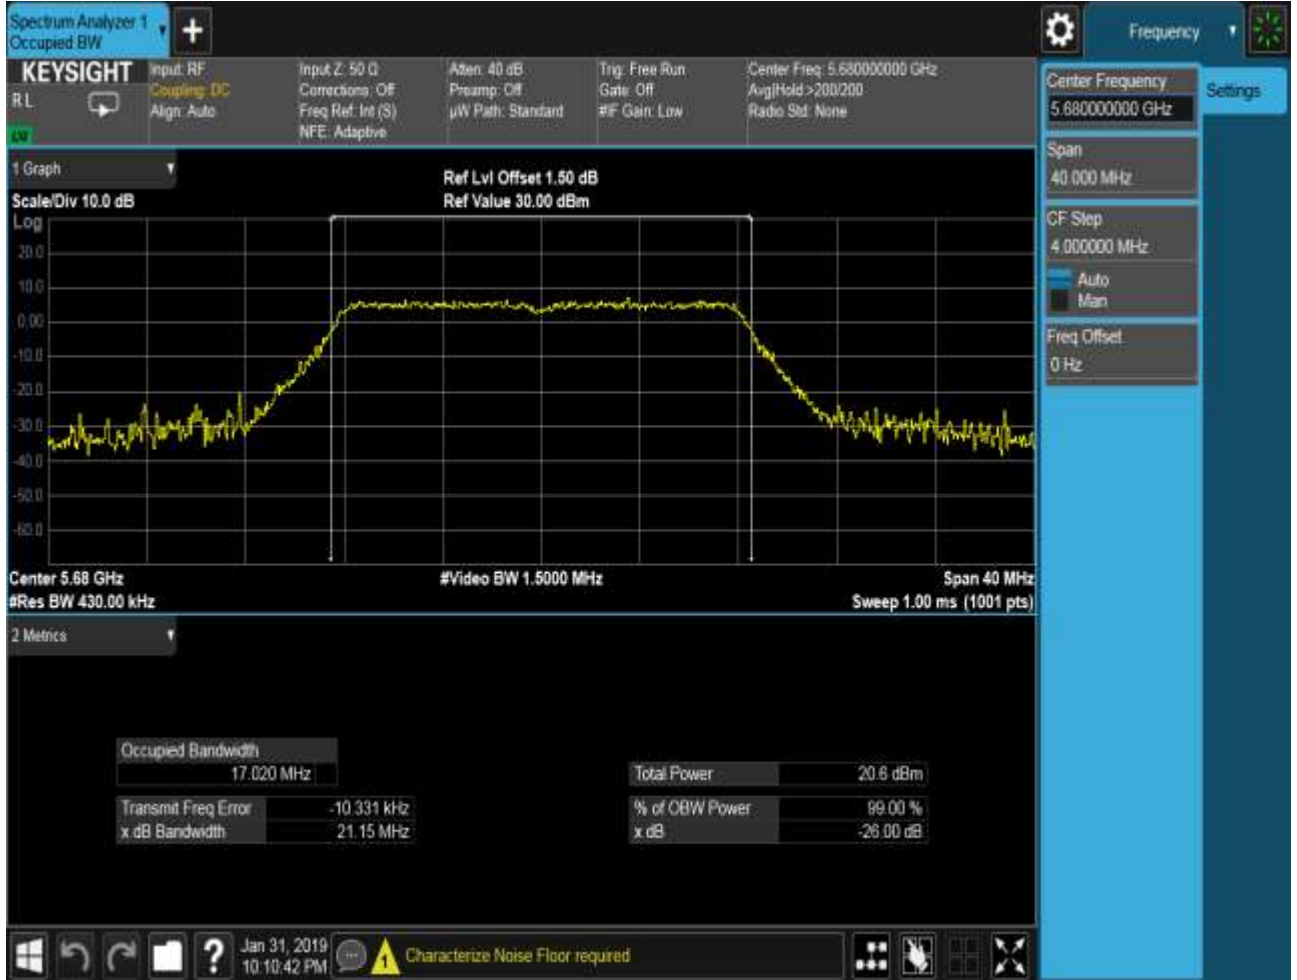 Spectrum Analyzer 1
Occupied BW
Frequency
KEYSIGHT
R L
Input: RF
Coupling: DC
Align: Auto
Input Z: 50 Ω
Corrections: Off
Freq Ref: Int (S)
NFE: Adaptive
Atten: 40 dB
Preamp: Off
µW Path: Standard
Trig: Free Run
Gate: Off
#IF Gain: Low
Center Freq: 5.680000000 GHz
Avg|Hold:>200/200
Radio Std: None
Center Frequency
5.680000000 GHz
Settings
Span
40.000 MHz
CF Step
4.000000 MHz
Auto
Man
Freq Offset
0 Hz
1 Graph
Scale/Div 10.0 dB
Ref Lvl Offset 1.50 dB
Ref Value 30.00 dBm
Log
20.0
10.0
0.00
-10.0
-20.0
-30.0
-40.0
-50.0
-60.0
Center 5.68 GHz
#Video BW 1.5000 MHz
Span 40 MHz
#Res BW 430.00 kHz
Sweep 1.00 ms (1001 pts)
2 Metrics
Occupied Bandwidth
17.020 MHz
Total Power 20.6 dBm
Transmit Freq Error -10.331 kHz
% of OBW Power 99.00 %
x dB Bandwidth 21.15 MHz
x dB -26.00 dB
Jan 31, 2019
10:10:42 PM
1
Characterize Noise Floor required